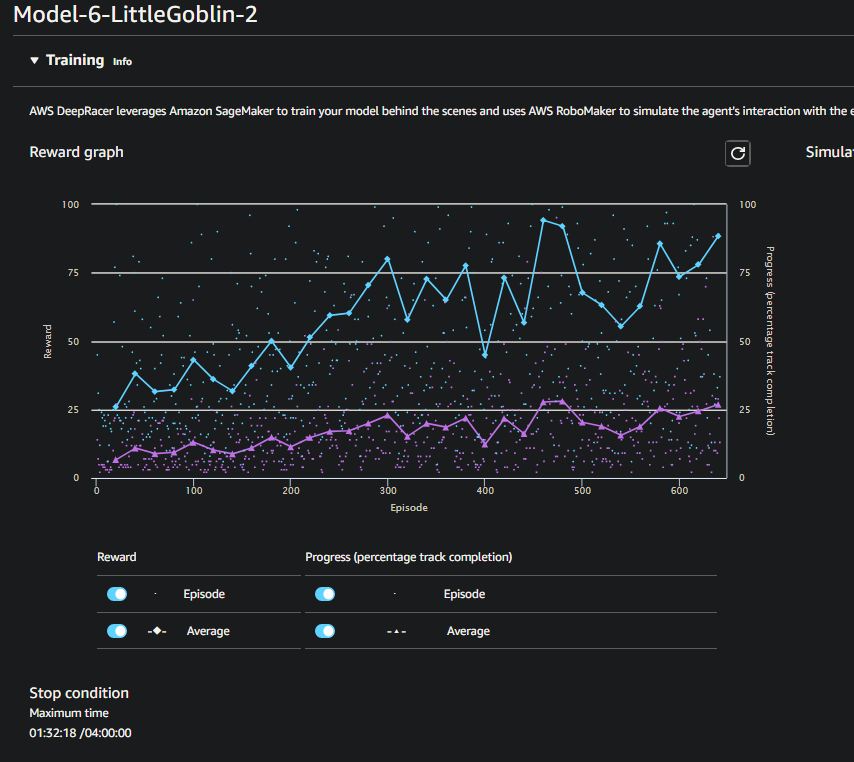 Model-6-LittleGoblin-2
▼ Training Info
AWS DeepRacer leverages Amazon SageMaker to train your model behind the scenes and uses AWS RoboMaker to simulate the agent's interaction with the e
Reward graph
Simula
100
75
50
25
0
Reward
100
75
50
25
0
Progress (percentage track completion)
0 100 200 300 400 500 600
Episode
Reward
Episode
Average
Progress (percentage track completion)
Episode
Average
Stop condition
Maximum time
01:32:18 /04:00:00